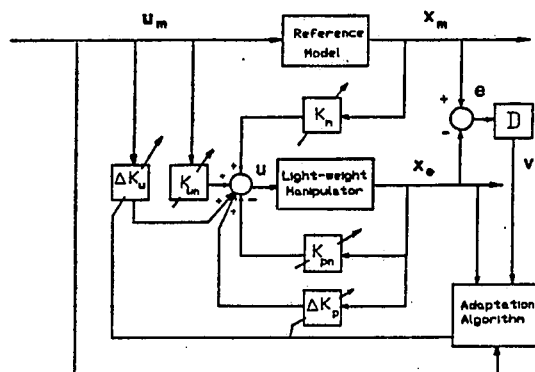 u_m
x_m
Reference
Model
e
+
-
D
K_n
u
Light-weight
Manipulator
x_e
v
ΔK_u
K_un
+
+
+
+
-
K_pn
ΔK_p
Adaptation
Algorithm